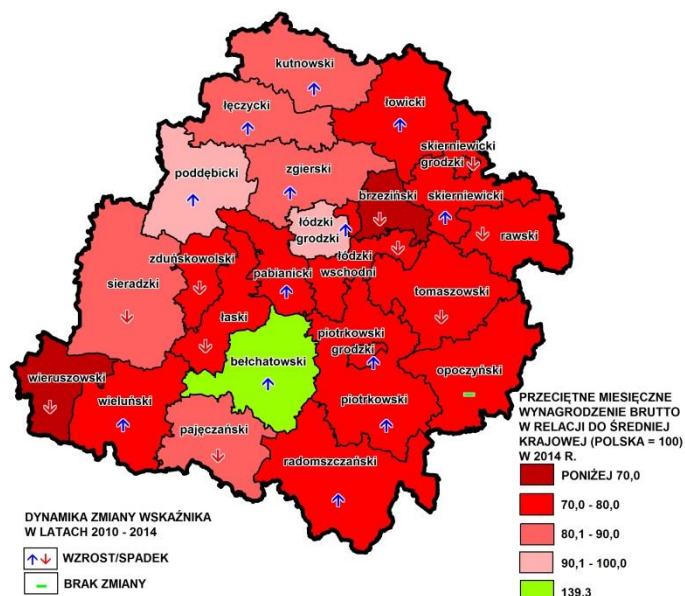 kutnowski
łęczycki
łowicki
skierniewicki
grodzki
poddębicki
zgierski
brzeziński
skierniewicki
łódzki
grodzki
rawski
zduńskowolski
pabianicki
łódzki
wschodni
sieradzki
tomaszowski
łaski
piotrkowski
grodzki
bełchatowski
opoczyński
wieruszowski
wieluński
piotrkowski
pajęczański
radomszczański
PRZECIĘTNE MIESIĘCZNE
WYNAGRODZENIE BRUTTO
W RELACJI DO ŚREDNIEJ
KRAJOWEJ (POLSKA = 100)
W 2014 R.
PONIŻEJ 70,0
70,0 - 80,0
80,1 - 90,0
90,1 - 100,0
139,3
DYNAMIKA ZMIANY WSKAŹNIKA
W LATACH 2010 - 2014
WZROST/SPADEK
BRAK ZMIANY